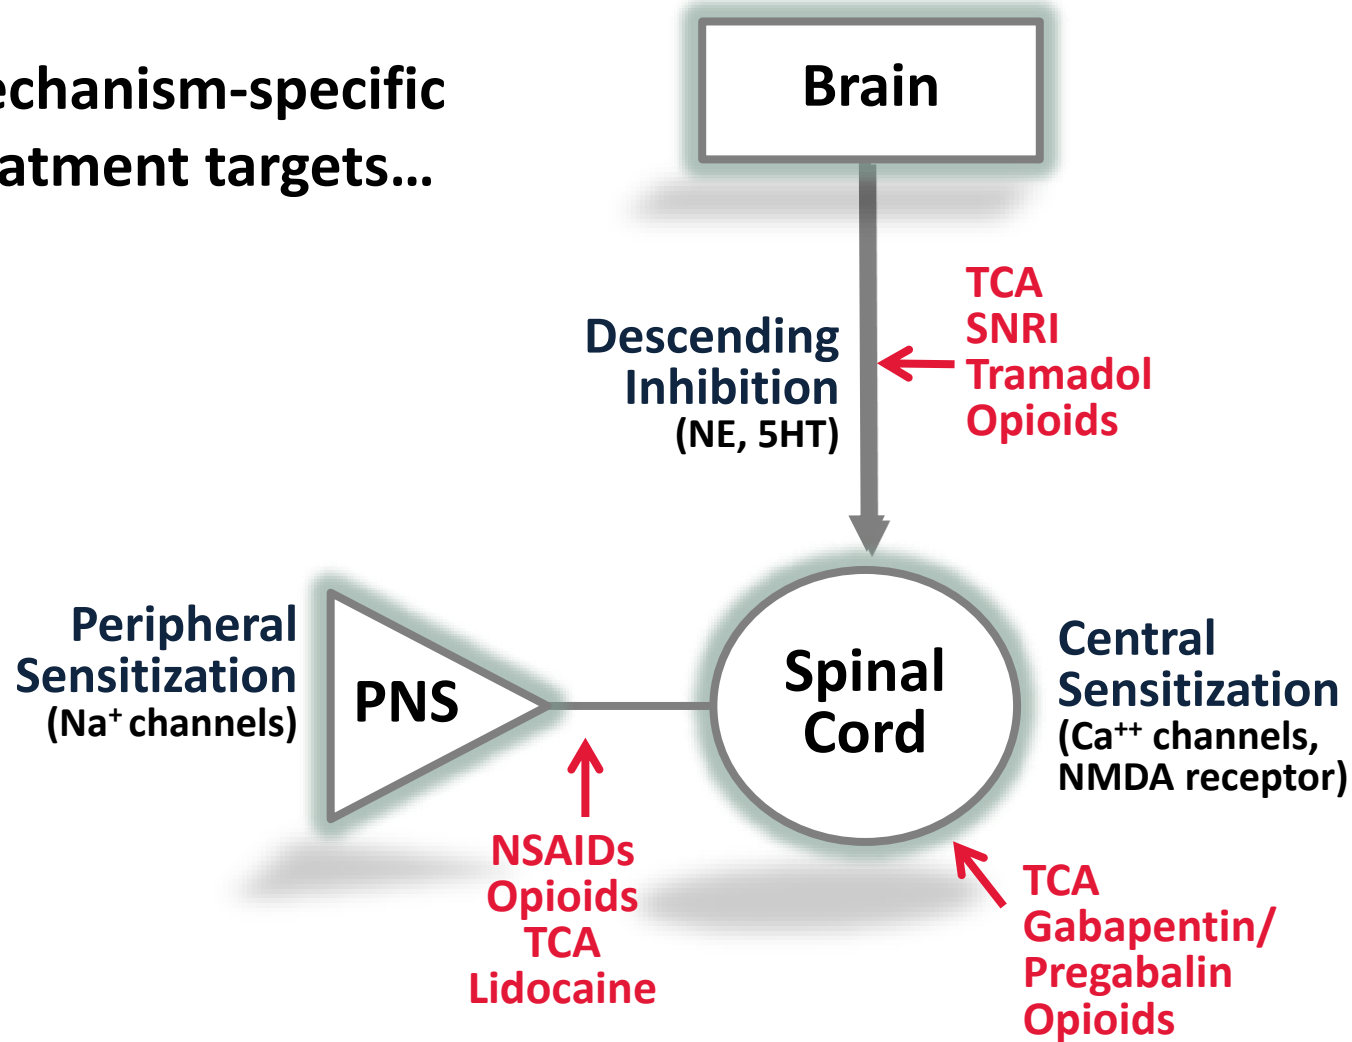 echanism-specific
eatment targets…
Brain
TCA
SNRI
Tramadol
Opioids
Descending
Inhibition
(NE, 5HT)
Peripheral
Sensitization
(Na⁺ channels)
PNS
Spinal
Cord
Central
Sensitization
(Ca⁺⁺ channels,
NMDA receptor)
NSAIDs
Opioids
TCA
Lidocaine
TCA
Gabapentin/
Pregabalin
Opioids